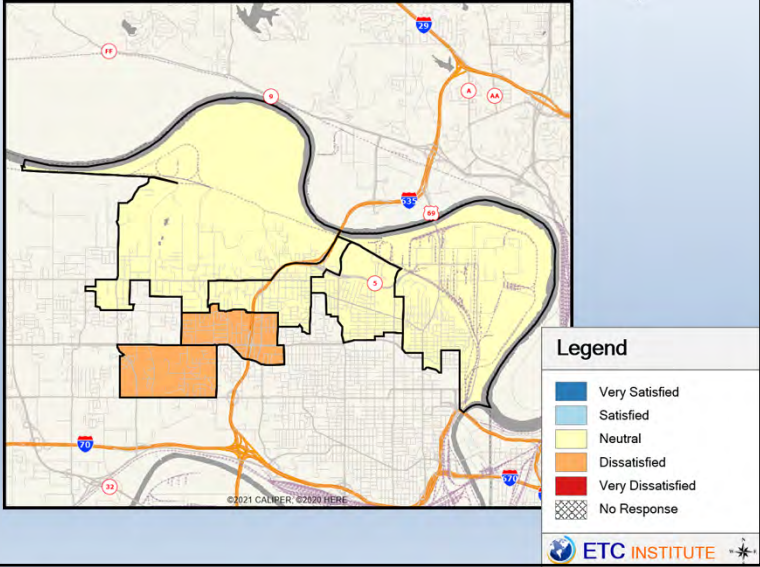 29
FF
9
A
AA
635
69
5
70
32
670
©2021 CALIPER; ©2020 HERE
Legend
Very Satisfied
Satisfied
Neutral
Dissatisfied
Very Dissatisfied
No Response
ETC INSTITUTE